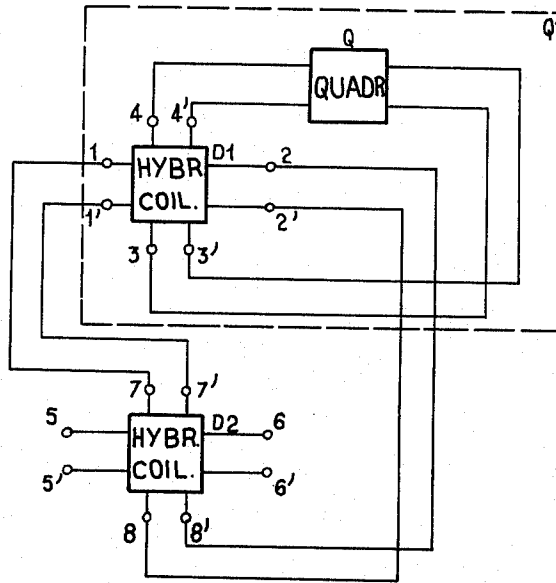 Q'
Q
QUADR
4 4'
1 HYBR. D1 2
1' COIL. 2'
3 3'
7 7'
5 HYBR. D2 6
5' COIL. 6'
8 8'